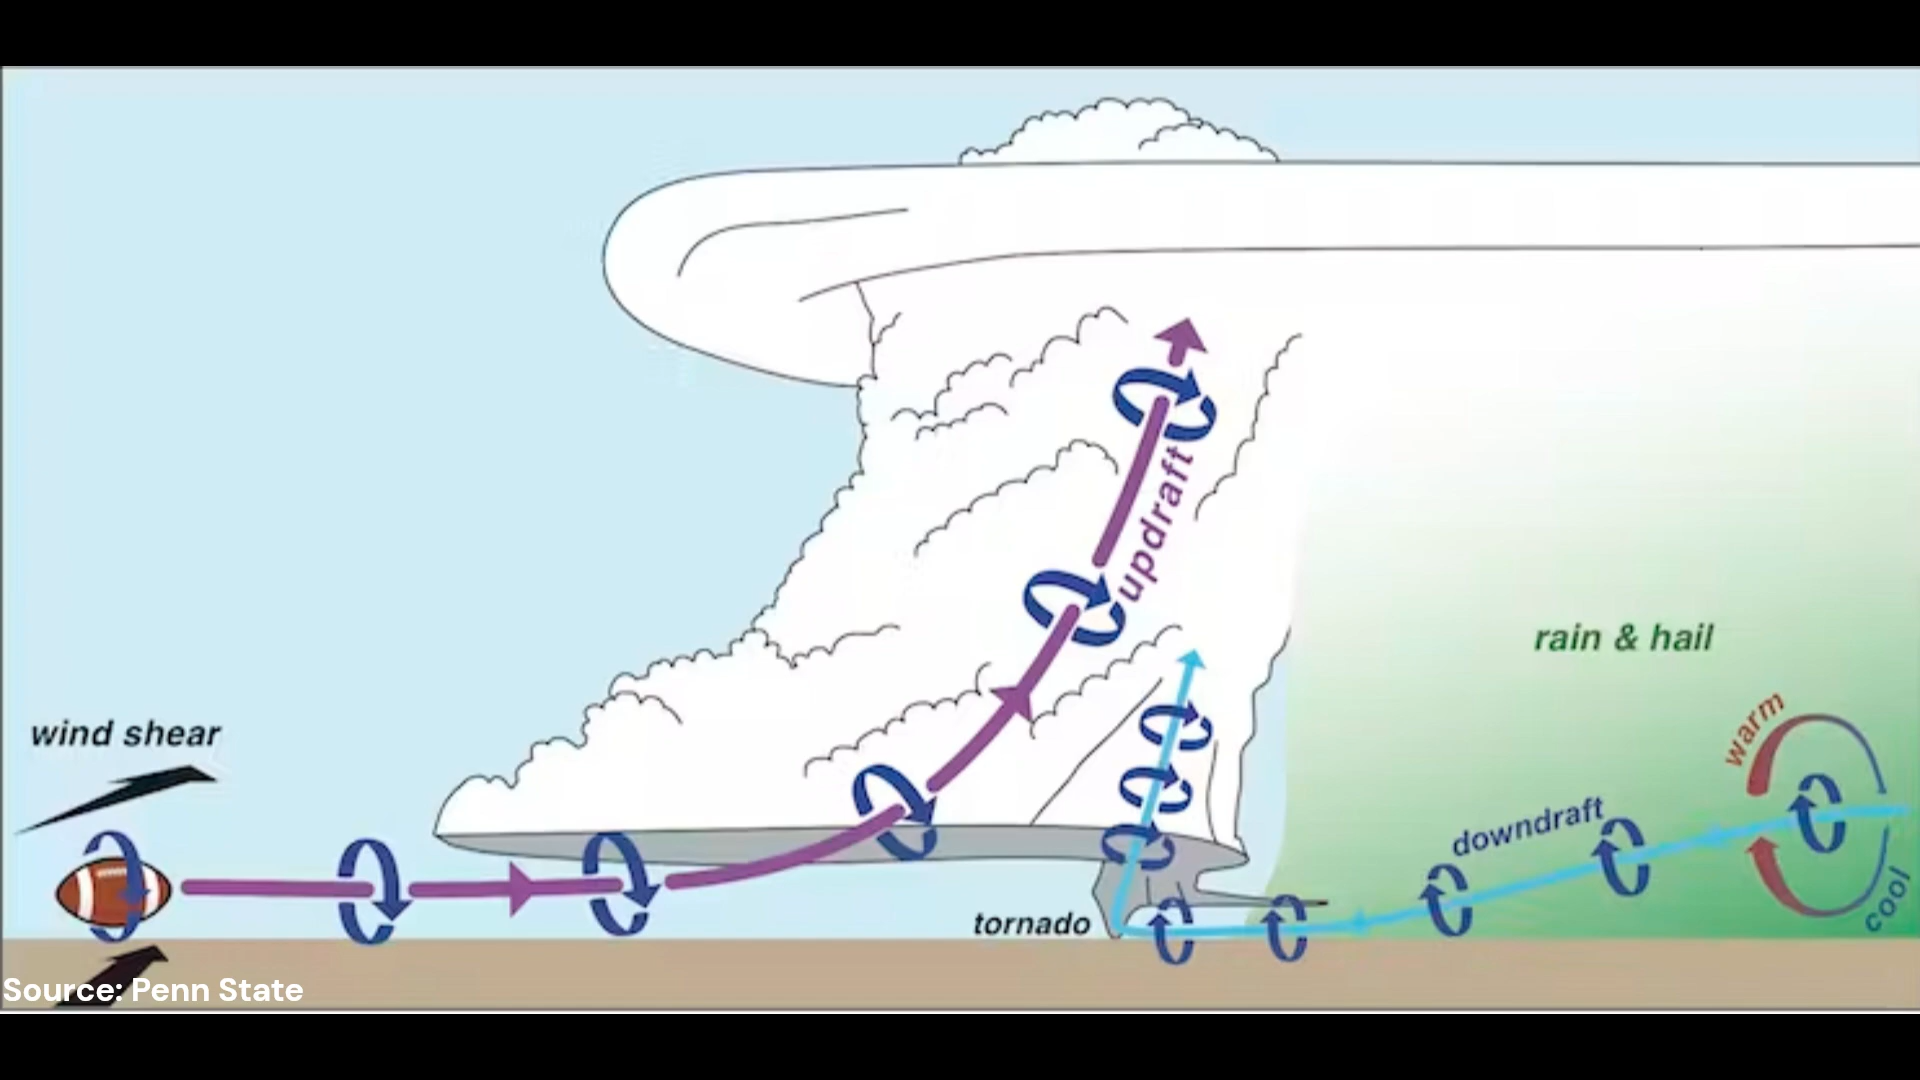 updraft
rain & hail
wind shear
warm
downdraft
cool
tornado
Source: Penn State